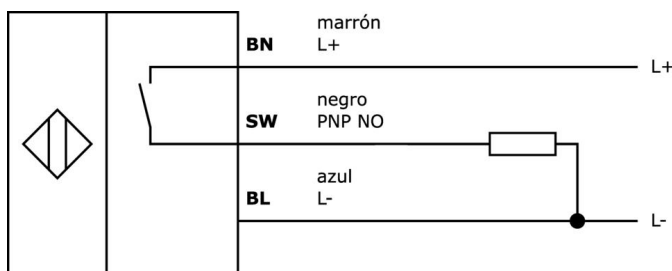 marrón
BN L+
L+
negro
SW PNP NO
azul
BL L-
L-